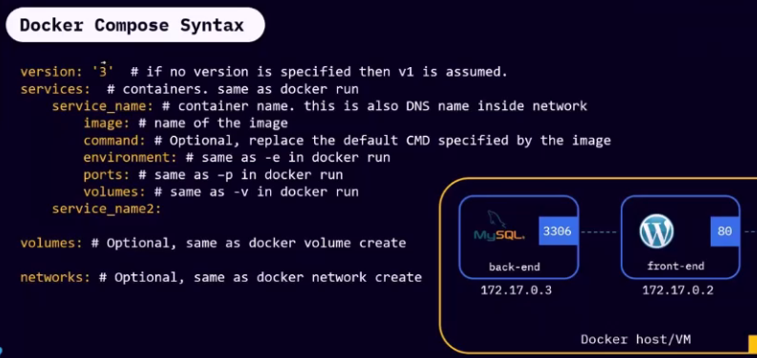 Docker Compose Syntax
version: '3'  # if no version is specified then v1 is assumed.
services:  # containers. same as docker run
    service_name: # container name. this is also DNS name inside network
        image: # name of the image
        command: # Optional, replace the default CMD specified by the image
        environment: # same as -e in docker run
        ports: # same as –p in docker run
        volumes: # same as -v in docker run
    service_name2:
volumes: # Optional, same as docker volume create
networks: # Optional, same as docker network create
MySQL. 3306
back-end
172.17.0.3
W 80
front-end
172.17.0.2
Docker host/VM